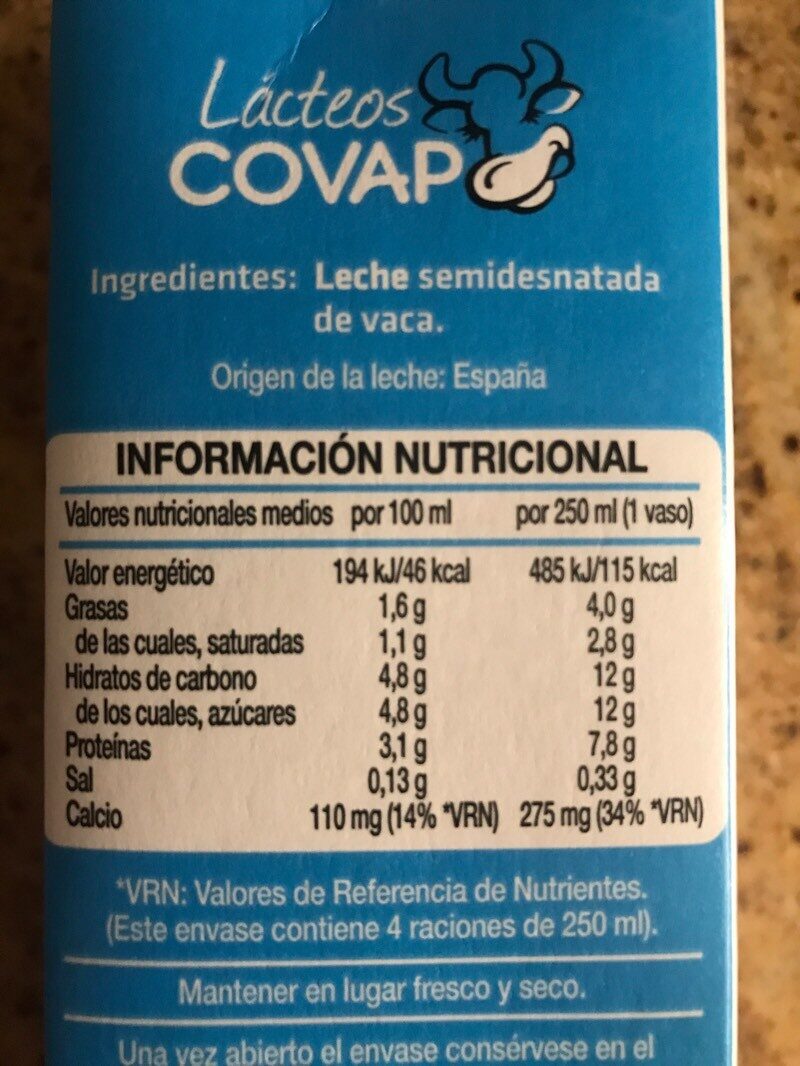 Lácteos
COVAP
Ingredientes: Leche semidesnatada
de vaca.
Origen de la leche: España
INFORMACIÓN NUTRICIONAL
Valores nutricionales medios por 100 ml por 250 ml (1 vaso)
Valor energético 194 kJ/46 kcal 485 kJ/115 kcal
Grasas 1,6 g 4,0 g
de las cuales, saturadas 1,1 g 2,8 g
Hidratos de carbono 4,8 g 12 g
de los cuales, azúcares 4,8 g 12 g
Proteínas 3,1 g 7,8 g
Sal 0,13 g 0,33 g
Calcio 110 mg (14% *VRN) 275 mg (34% *VRN)
*VRN: Valores de Referencia de Nutrientes.
(Este envase contiene 4 raciones de 250 ml).
Mantener en lugar fresco y seco.
Una vez abierto el envase consérvese en el